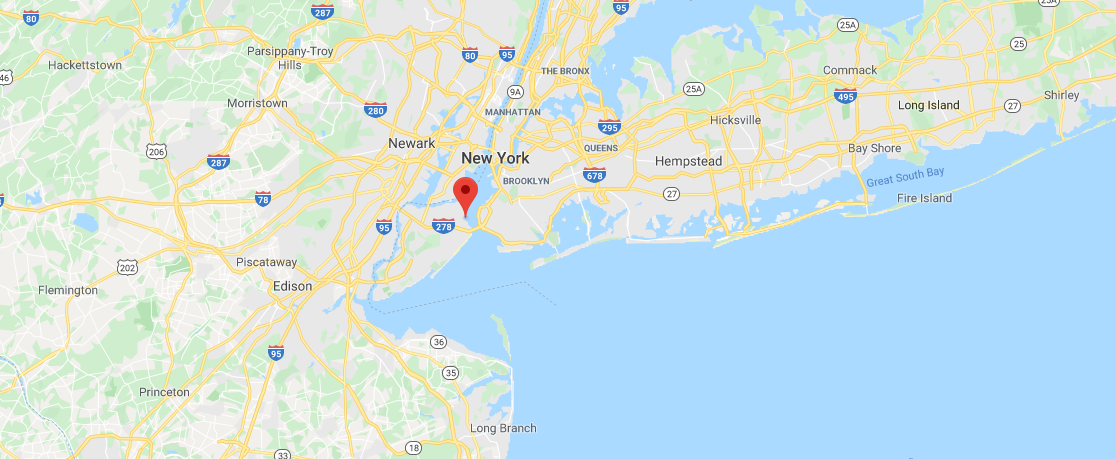 287
95
80
25A
25A
Parsippany-Troy
Hills
80
95
25
Hackettstown
46
THE BRONX
Commack
9A
25A
495
Shirley
Morristown
280
MANHATTAN
Long Island
27
295
Hicksville
Newark
206
287
New York
QUEENS
Hempstead
Bay Shore
678
BROOKLYN
Great South Bay
78
27
Fire Island
95
278
202
Piscataway
Edison
Flemington
36
95
35
Princeton
Long Branch
18
33